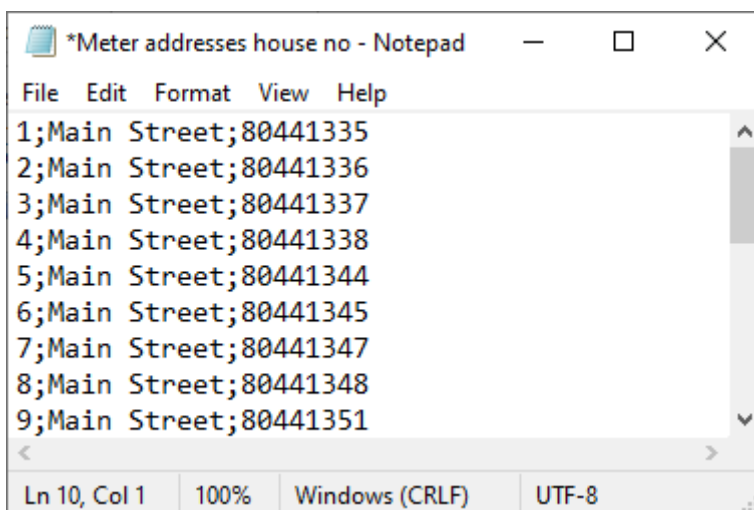 *Meter addresses house no - Notepad
File Edit Format View Help
1;Main Street;80441335
2;Main Street;80441336
3;Main Street;80441337
4;Main Street;80441338
5;Main Street;80441344
6;Main Street;80441345
7;Main Street;80441347
8;Main Street;80441348
9;Main Street;80441351
Ln 10, Col 1 100% Windows (CRLF) UTF-8